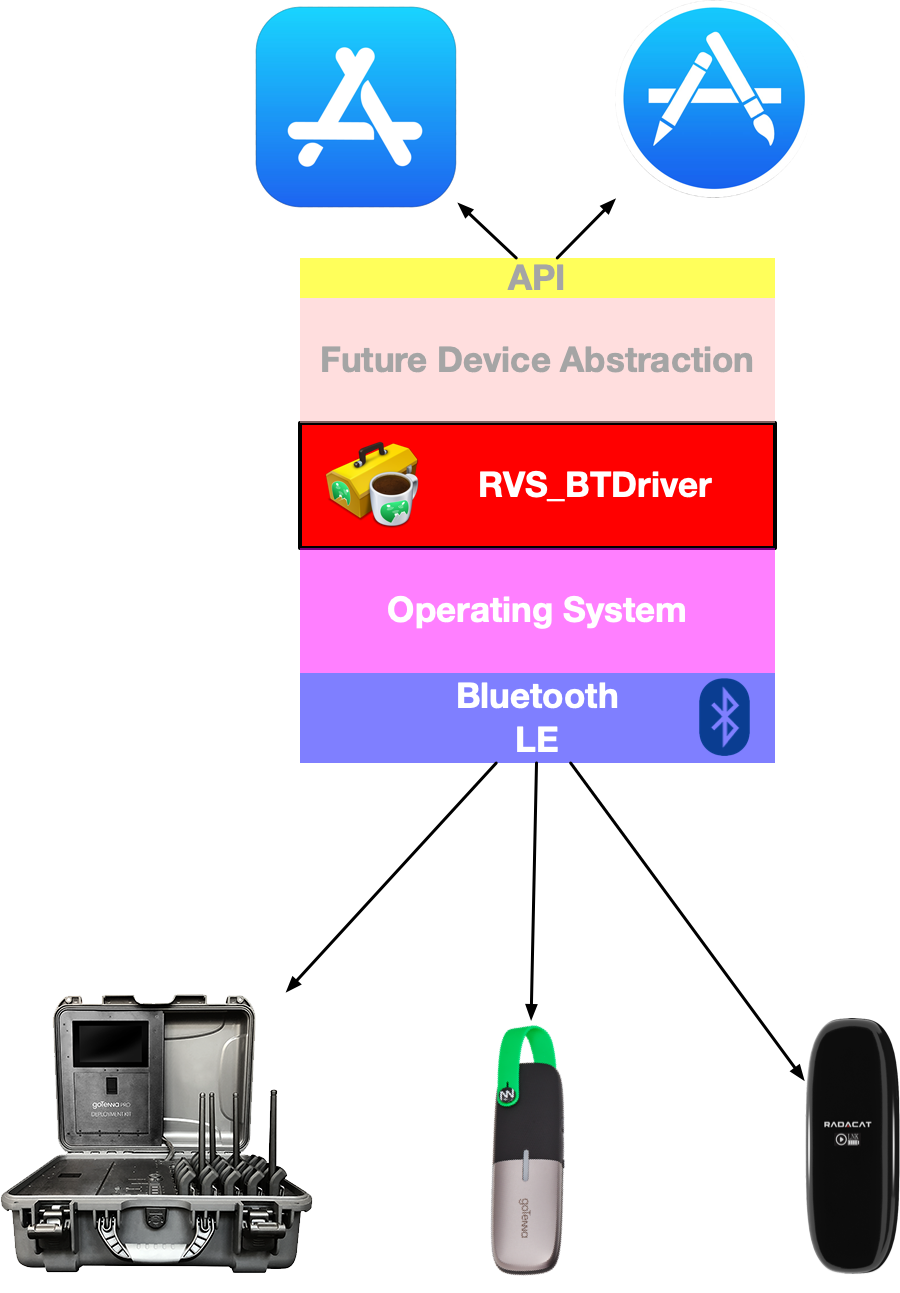 API
Future Device Abstraction
RVS_BTDriver
Operating System
Bluetooth
LE
goTenna PRO
DEPLOYMENT KIT
goTenna
RADACAT